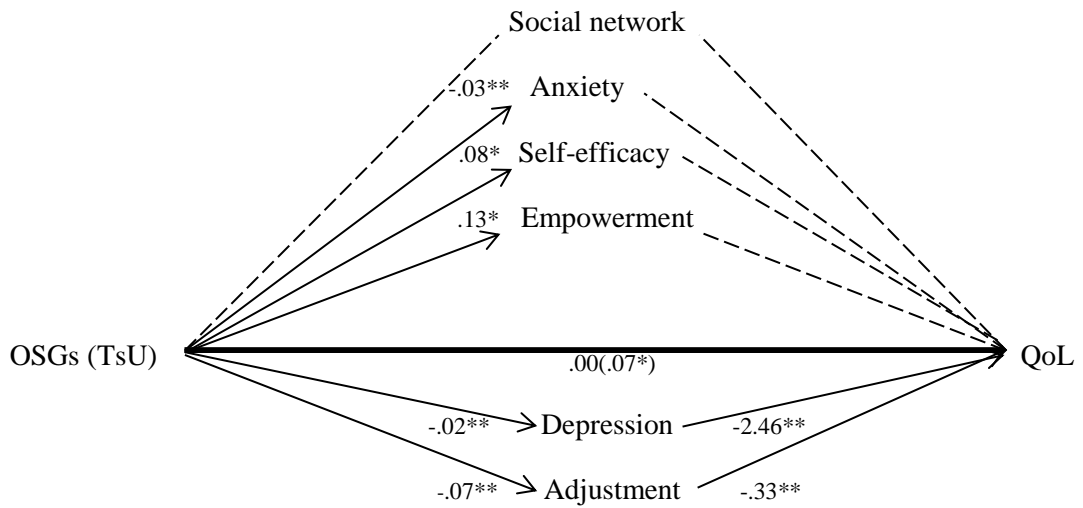 Social network
-.03** Anxiety
.08* Self-efficacy
.13* Empowerment
OSGs (TsU)
.00(.07*)
QoL
-.02** Depression -2.46**
-.07** Adjustment -.33**